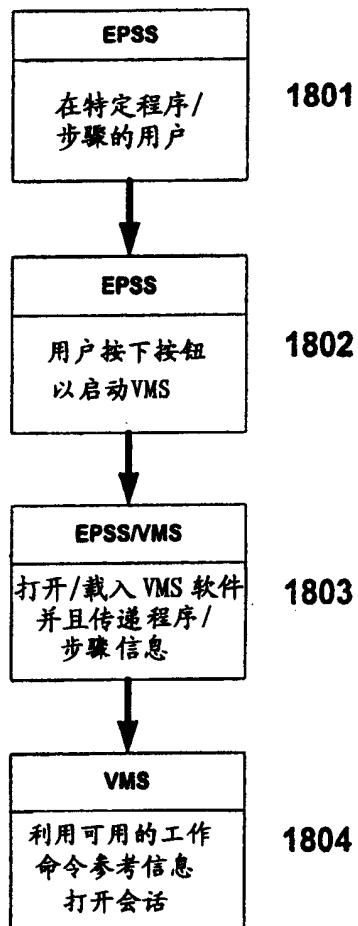 EPSS
在特定程序/
步骤的用户
1801
EPSS
用户按下按钮
以启动VMS
1802
EPSS/VMS
打开/载入 VMS 软件
并且传递程序/
步骤信息
1803
VMS
利用可用的工作
命令参考信息
打开会话
1804